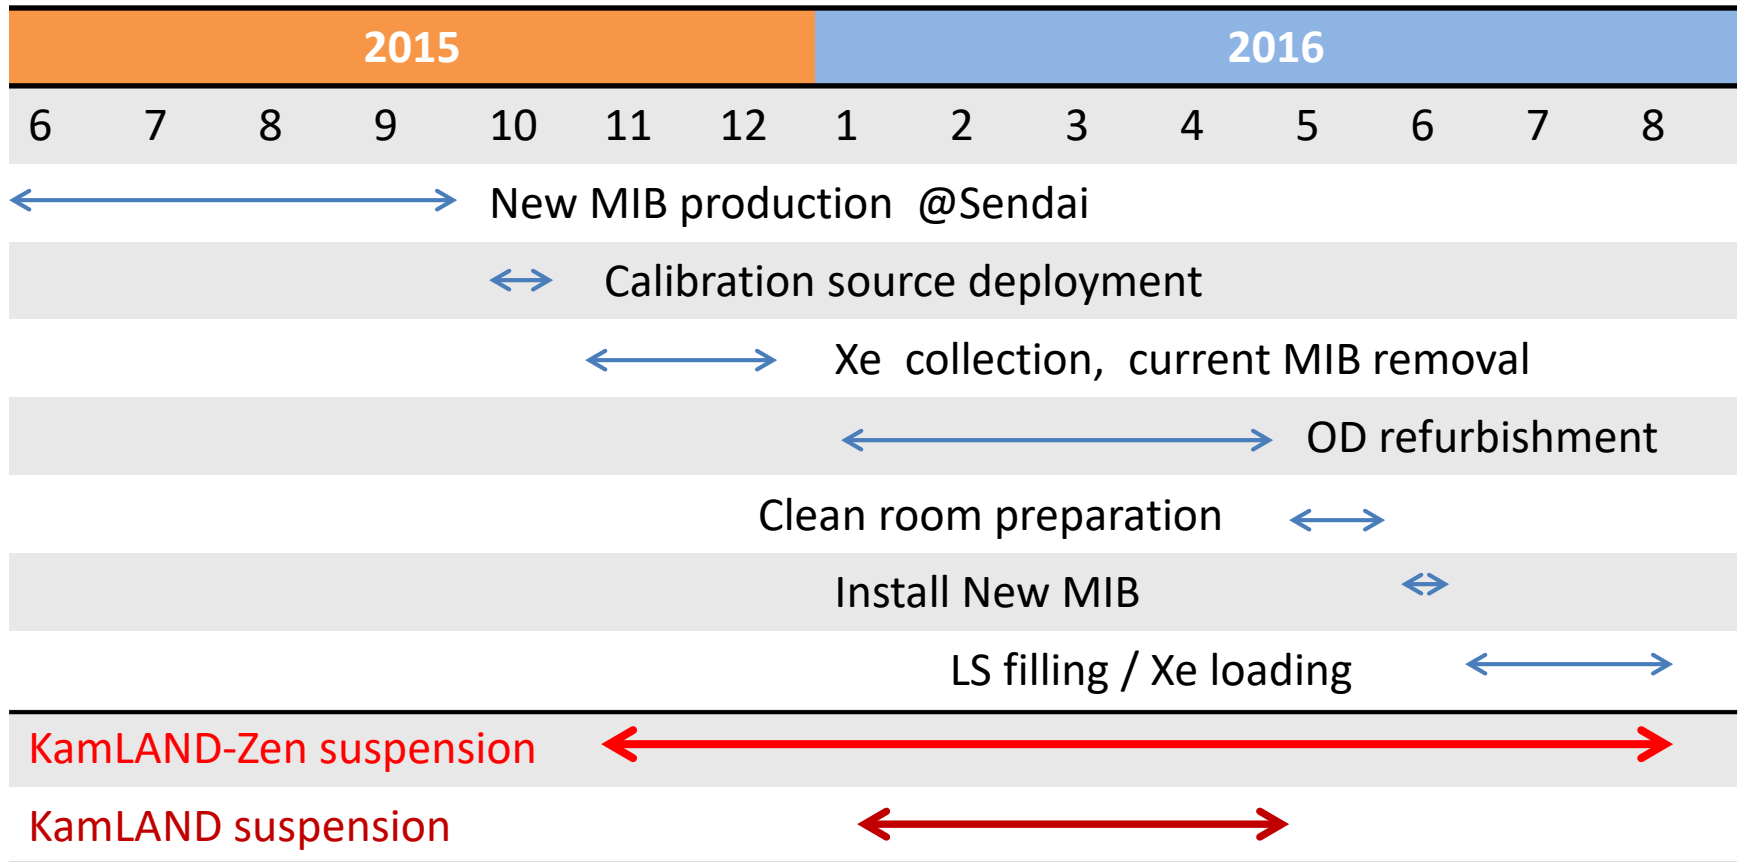 2015 2016
6 7 8 9 10 11 12 1 2 3 4 5 6 7 8
New MIB production @Sendai
Calibration source deployment
Xe collection, current MIB removal
OD refurbishment
Clean room preparation
Install New MIB
LS filling / Xe loading
KamLAND-Zen suspension
KamLAND suspension